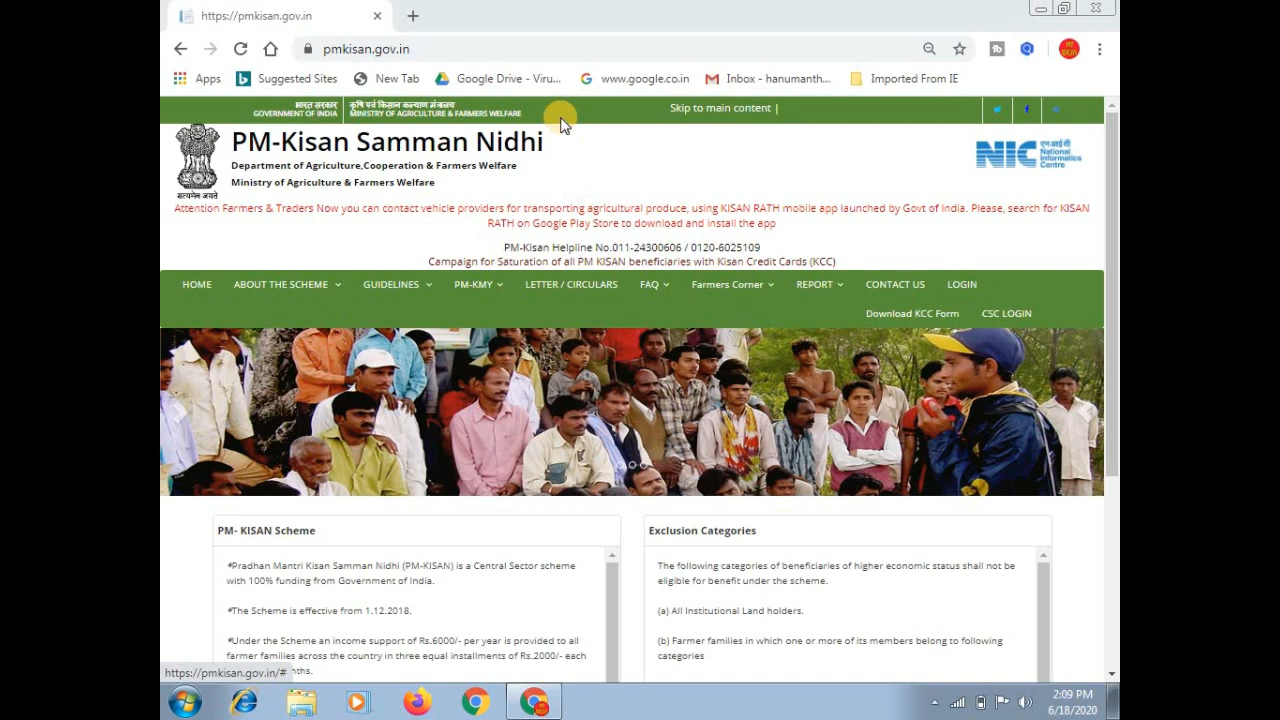 https://pmkisan.gov.in
pmkisan.gov.in
Apps Suggested Sites New Tab Google Drive - Viru... www.google.co.in Inbox - hanumanth... Imported From IE
भारत सरकार
GOVERNMENT OF INDIA
कृषि एवं किसान कल्याण मंत्रालय
MINISTRY OF AGRICULTURE & FARMERS WELFARE
Skip to main content |
PM-Kisan Samman Nidhi
Department of Agriculture Cooperation & Farmers Welfare
Ministry of Agriculture & Farmers Welfare
सत्यमेव जयते
NIC
एन आई सी
National
Informatics
Centre
Attention Farmers & Traders Now you can contact vehicle providers for transporting agricultural produce, using KISAN RATH mobile app launched by Govt of India. Please, search for KISAN
RATH on Google Play Store to download and install the app
PM-Kisan Helpline No.011-24300606 / 0120-6025109
Campaign for Saturation of all PM KISAN beneficiaries with Kisan Credit Cards (KCC)
HOME ABOUT THE SCHEME GUIDELINES PM-KMY LETTER / CIRCULARS FAQ Farmers Corner REPORT CONTACT US LOGIN
Download KCC Form CSC LOGIN
PM- KISAN Scheme
*Pradhan Mantri Kisan Samman Nidhi (PM-KISAN) is a Central Sector scheme
with 100% funding from Government of India.
*The Scheme is effective from 1.12.2018.
*Under the Scheme an income support of Rs.6000/- per year is provided to all
farmer families across the country in three equal installments of Rs.2000/- each
nths.
Exclusion Categories
The following categories of beneficiaries of higher economic status shall not be
eligible for benefit under the scheme.
(a) All Institutional Land holders.
(b) Farmer families in which one or more of its members belong to following
categories
https://pmkisan.gov.in/#
2:09 PM
6/18/2020